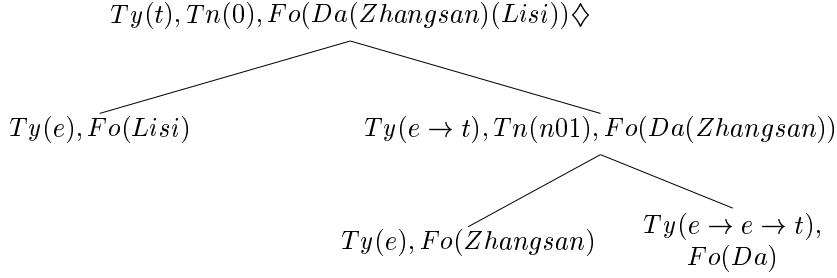 Ty(t), Tn(0), Fo(Da(Zhangsan)(Lisi))◇
Ty(e), Fo(Lisi)
Ty(e → t), Tn(n01), Fo(Da(Zhangsan))
Ty(e), Fo(Zhangsan)
Ty(e → e → t),
Fo(Da)